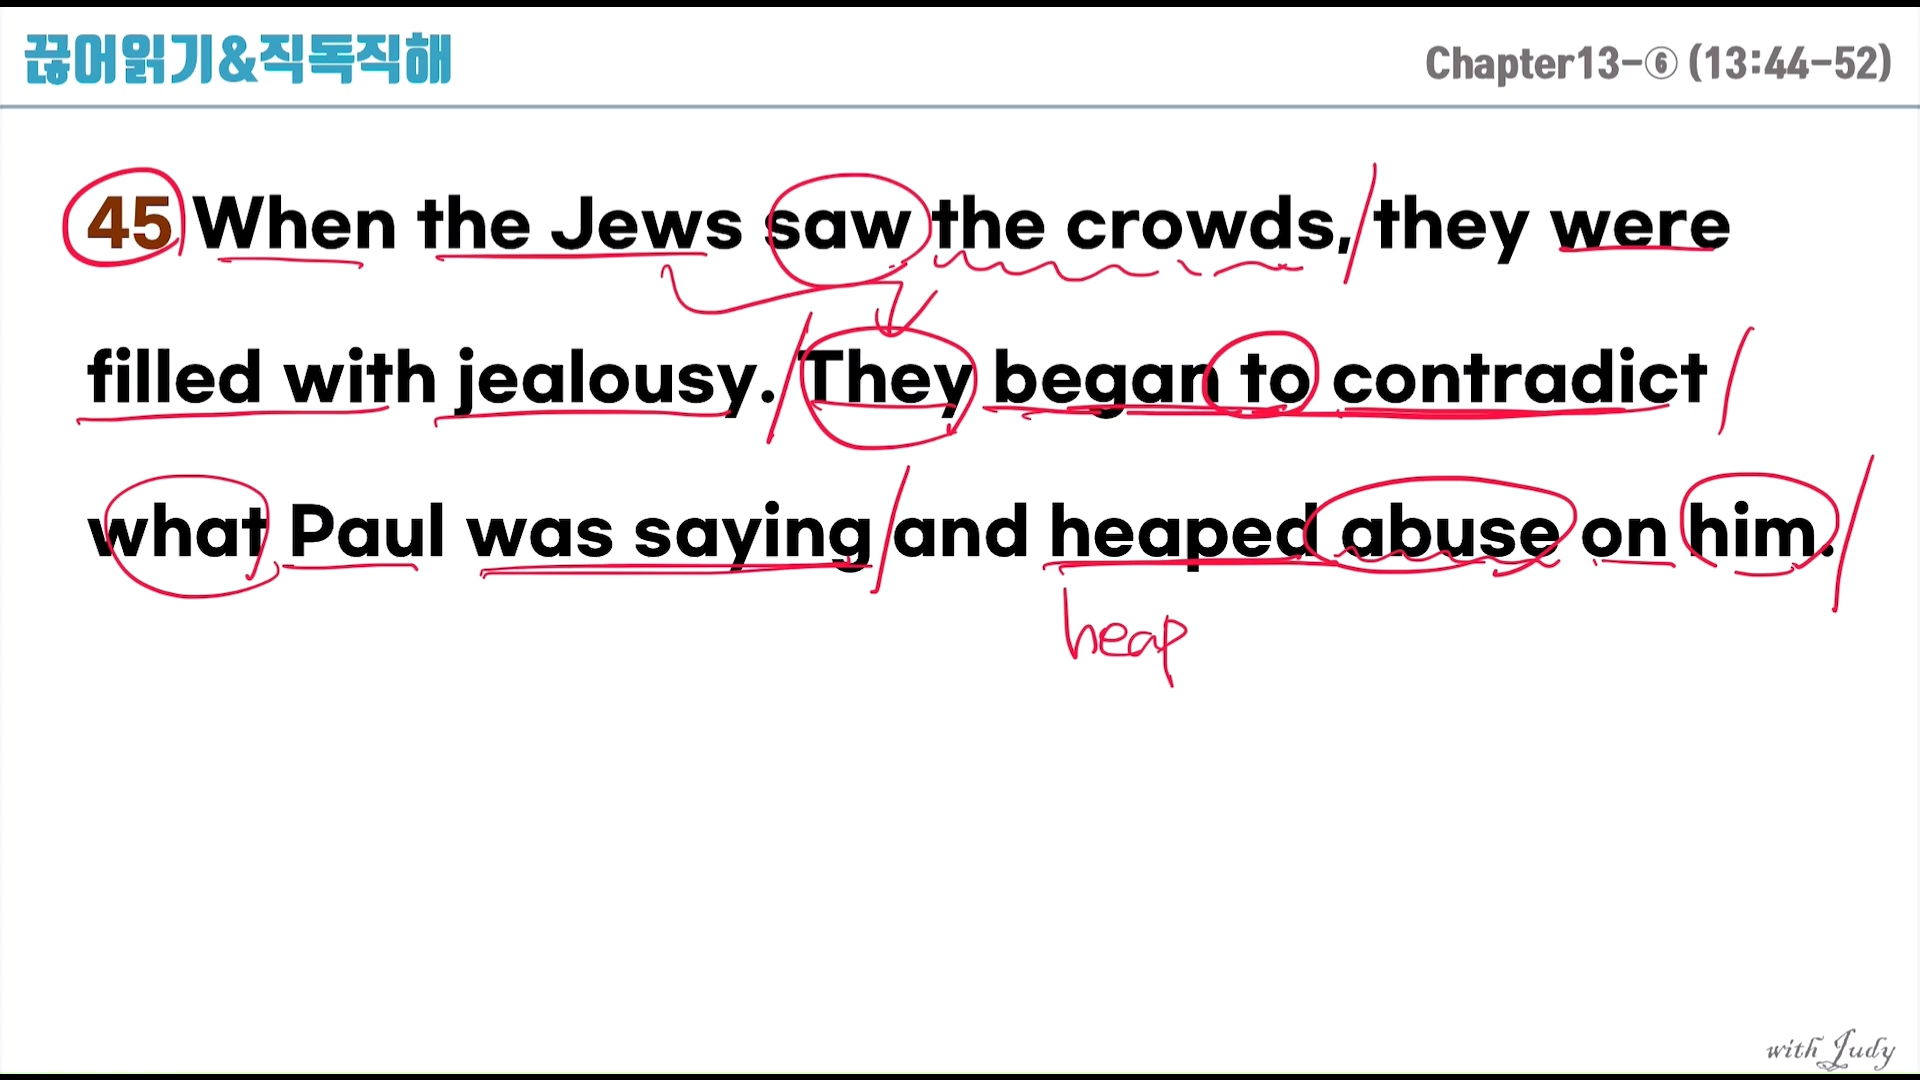 끊어읽기&직독직해
Chapter13-⑥ (13:44-52)
45 When the Jews saw the crowds, they were
filled with jealousy. They began to contradict
what Paul was saying and heaped abuse on him.
heap
with Judy